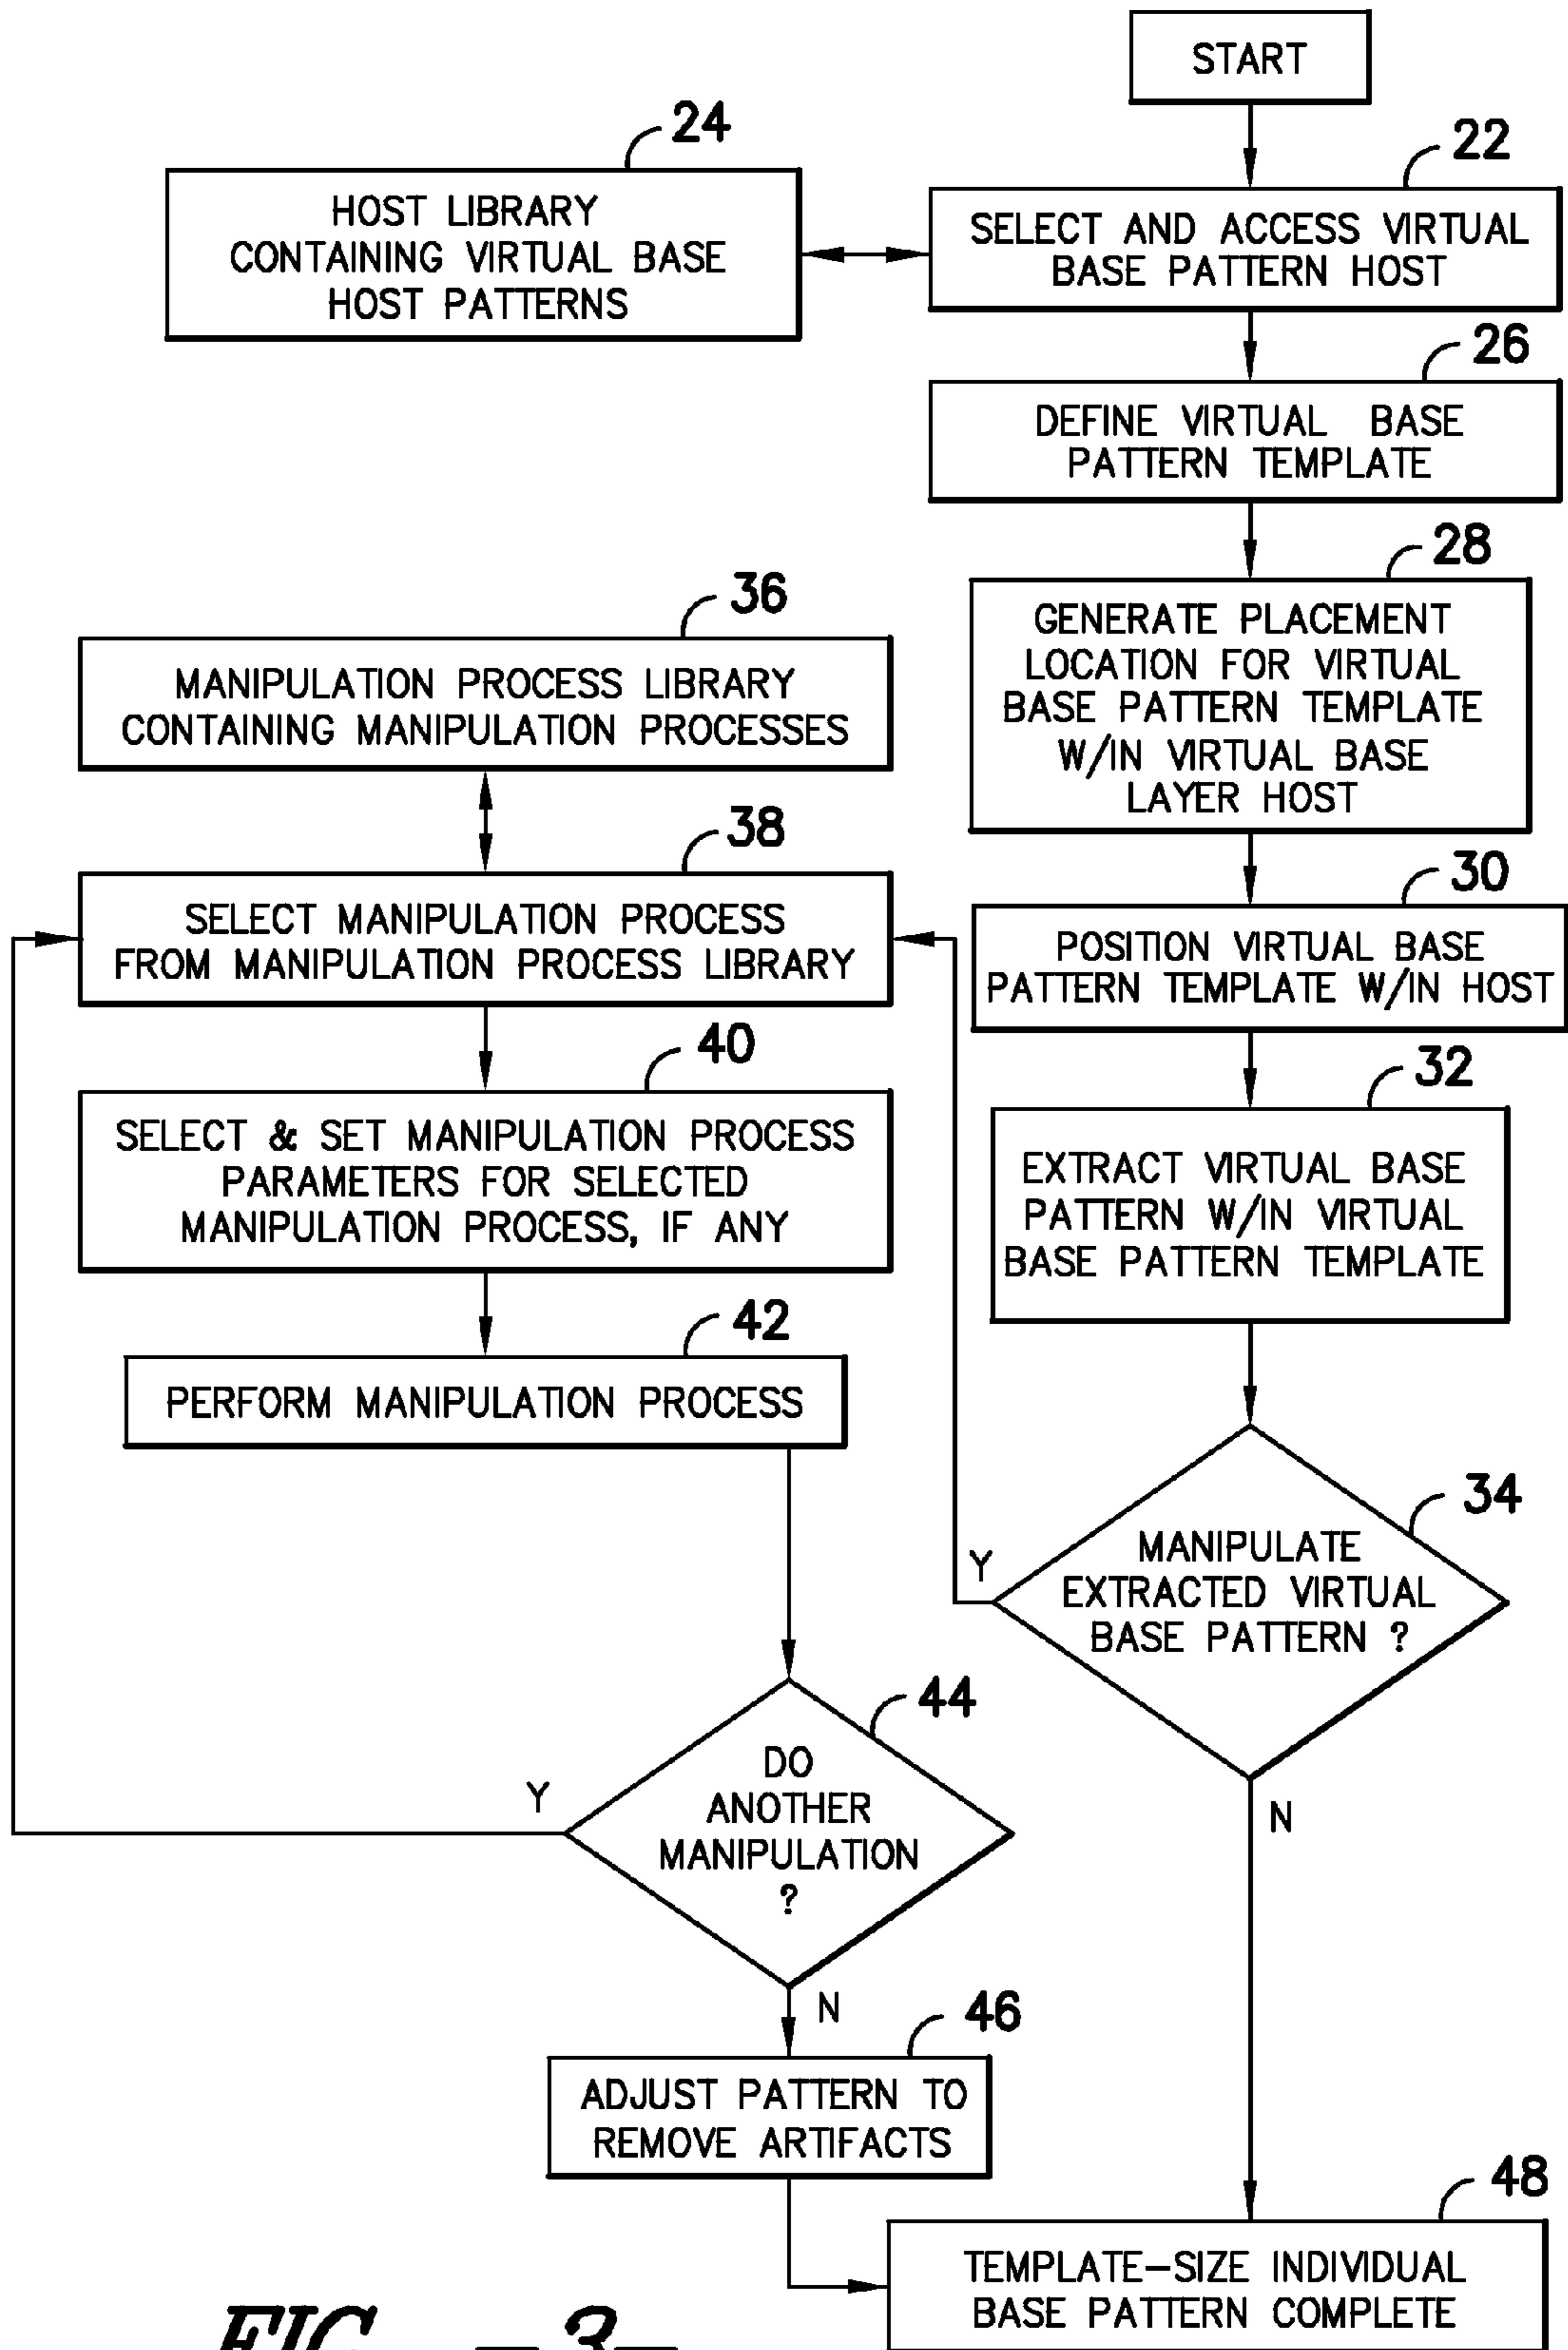 START
22
SELECT AND ACCESS VIRTUAL
BASE PATTERN HOST
24
HOST LIBRARY
CONTAINING VIRTUAL BASE
HOST PATTERNS
26
DEFINE VIRTUAL BASE
PATTERN TEMPLATE
28
GENERATE PLACEMENT
LOCATION FOR VIRTUAL
BASE PATTERN TEMPLATE
W/IN VIRTUAL BASE
LAYER HOST
30
POSITION VIRTUAL BASE
PATTERN TEMPLATE W/IN HOST
32
EXTRACT VIRTUAL BASE
PATTERN W/IN VIRTUAL
BASE PATTERN TEMPLATE
34
MANIPULATE
EXTRACTED VIRTUAL
BASE PATTERN ?
Y
N
36
MANIPULATION PROCESS LIBRARY
CONTAINING MANIPULATION PROCESSES
38
SELECT MANIPULATION PROCESS
FROM MANIPULATION PROCESS LIBRARY
40
SELECT & SET MANIPULATION PROCESS
PARAMETERS FOR SELECTED
MANIPULATION PROCESS, IF ANY
42
PERFORM MANIPULATION PROCESS
44
DO
ANOTHER
MANIPULATION
?
Y
N
46
ADJUST PATTERN TO
REMOVE ARTIFACTS
48
TEMPLATE-SIZE INDIVIDUAL
BASE PATTERN COMPLETE
FIG. -3-